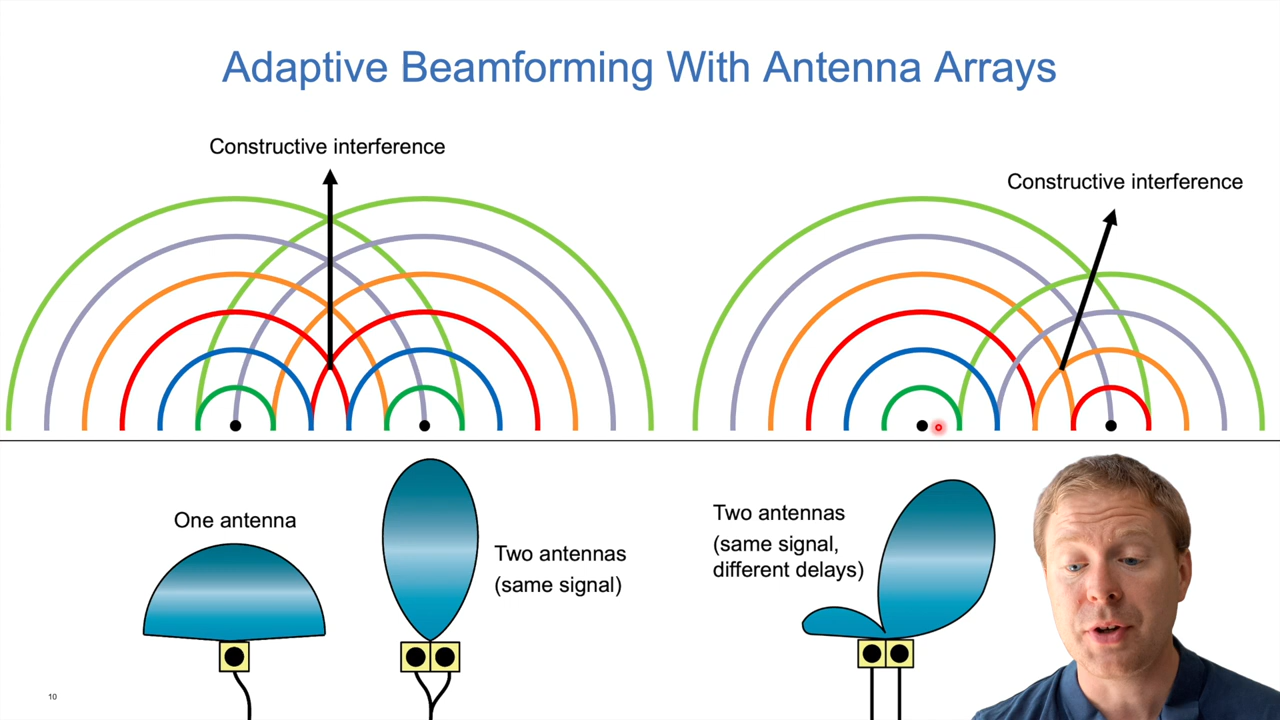 Adaptive Beamforming With Antenna Arrays
Constructive interference
Constructive interference
One antenna
Two antennas
(same signal)
Two antennas
(same signal,
different delays)
10